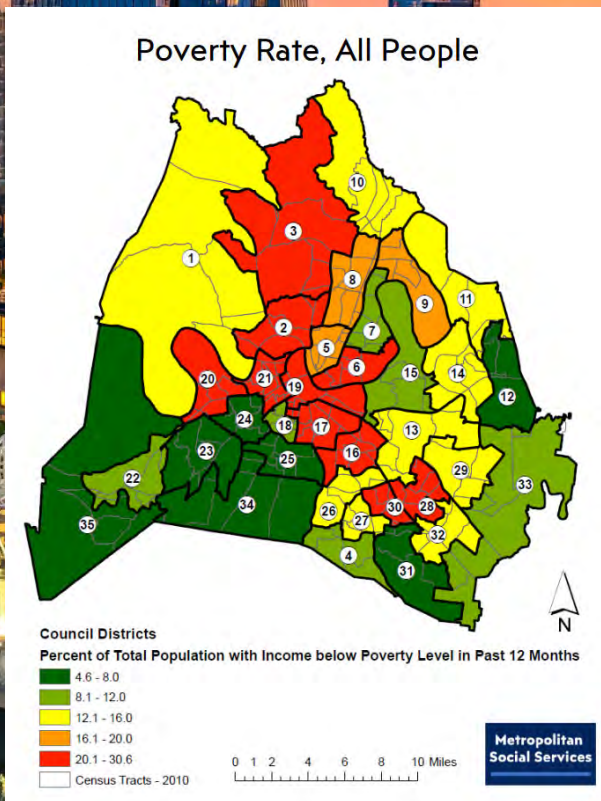 Poverty Rate, All People
10
3
1
8
9
11
2
7
5
6
14
15
12
20
21
19
24
18
17
13
23
25
16
29
33
22
34
30
28
26
27
32
35
4
31
N
Council Districts
Percent of Total Population with Income below Poverty Level in Past 12 Months
4.6 - 8.0
8.1 - 12.0
12.1 - 16.0
16.1 - 20.0
20.1 - 30.6
Census Tracts - 2010
0 1 2 4 6 8 10 Miles
Metropolitan
Social Services